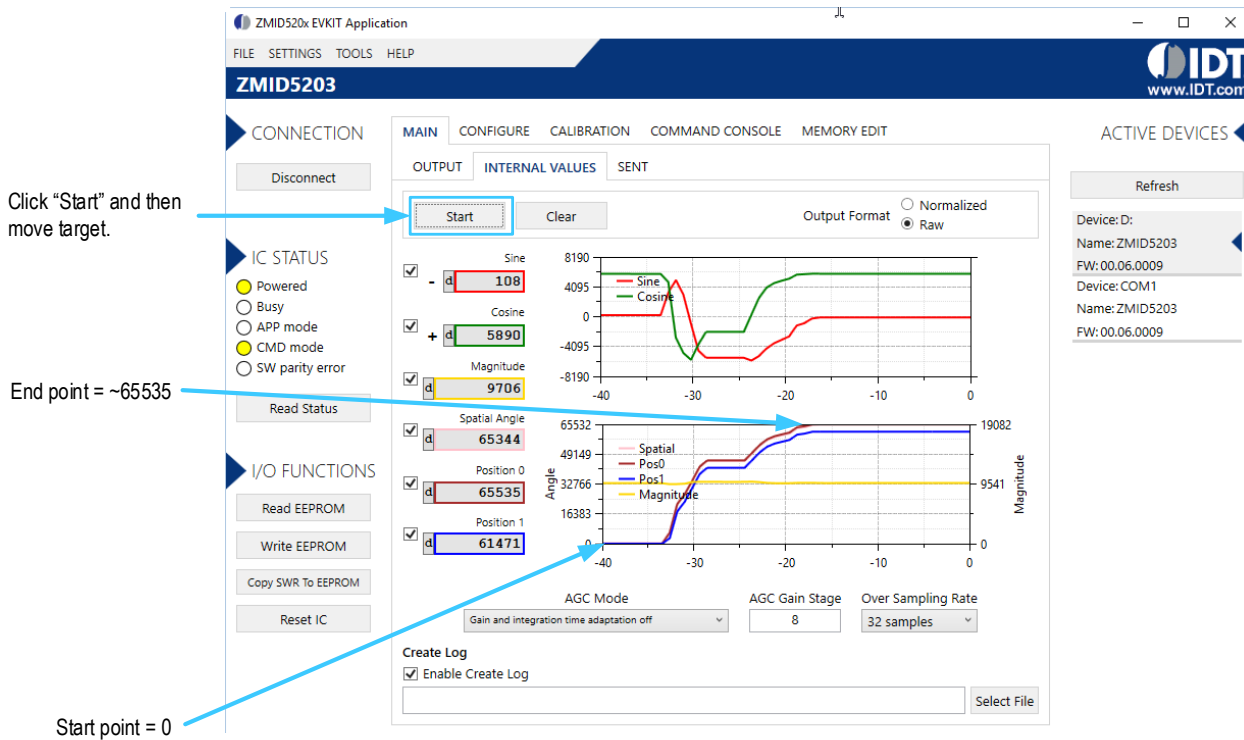 ZMID520x EVKIT Application
FILE SETTINGS TOOLS HELP
IDT
www.IDT.com
ZMID5203
CONNECTION
Disconnect
Click “Start” and then
move target.
IC STATUS
Powered
Busy
APP mode
CMD mode
SW parity error
Read Status
End point = ~65535
I/O FUNCTIONS
Read EEPROM
Write EEPROM
Copy SWR To EEPROM
Reset IC
Start point = 0
MAIN CONFIGURE CALIBRATION COMMAND CONSOLE MEMORY EDIT
OUTPUT INTERNAL VALUES SENT
Start Clear Output Format
Normalized
Raw
Sine
- d 108
Cosine
+ d 5890
Magnitude
d 9706
Spatial Angle
d 65344
Position 0
d 65535
Position 1
d 61471
8190
4095
0
-4095
-8190
Sine
Cosine
-40 -30 -20 -10 0
65532
49149
32766
16383
0
Angle
Spatial
Pos0
Pos1
Magnitude
19082
9541
0
Magnitude
-40 -30 -20 -10 0
AGC Mode AGC Gain Stage Over Sampling Rate
Gain and integration time adaptation off 8 32 samples
Create Log
Enable Create Log
Select File
ACTIVE DEVICES
Refresh
Device: D:
Name: ZMID5203
FW: 00.06.0009
Device: COM1
Name: ZMID5203
FW: 00.06.0009